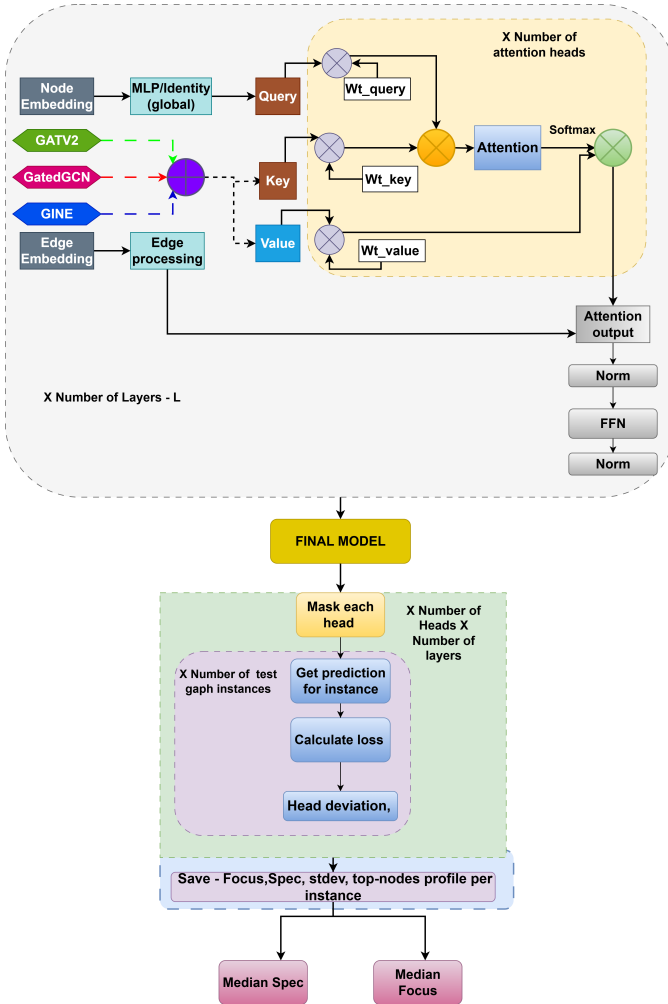 X Number of
attention heads
Node
Embedding
MLP/Identity
(global)
Query
Wt_query
GATV2
GatedGCN
GINE
Key
Wt_key
Attention
Softmax
Value
Wt_value
Edge
Embedding
Edge
processing
Attention
output
Norm
FFN
Norm
X Number of Layers - L
FINAL MODEL
Mask each
head
X Number of
Heads X
Number of
layers
X Number of  test
gaph instances
Get prediction
for instance
Calculate loss
Head deviation,
Save - Focus,Spec, stdev, top-nodes profile per
instance
Median Spec
Median
Focus